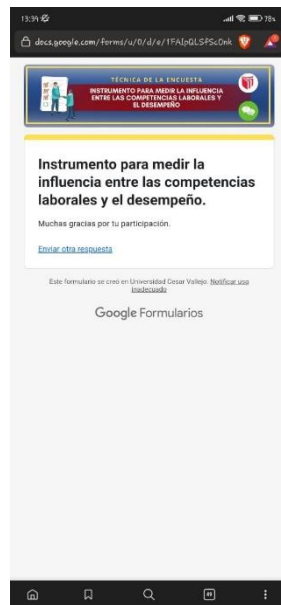 13:39
78%
docs.google.com/forms/u/0/d/e/1FAIpQLSfScOnk
TÉCNICA DE LA ENCUESTA
INSTRUMENTO PARA MEDIR LA INFLUENCIA
ENTRE LAS COMPETENCIAS LABORALES Y
EL DESEMPEÑO
Instrumento para medir la
influencia entre las competencias
laborales y el desempeño.
Muchas gracias por tu participación.
Enviar otra respuesta
Este formulario se creó en Universidad Cesar Vallejo. Notificar uso
inadecuado
Google Formularios